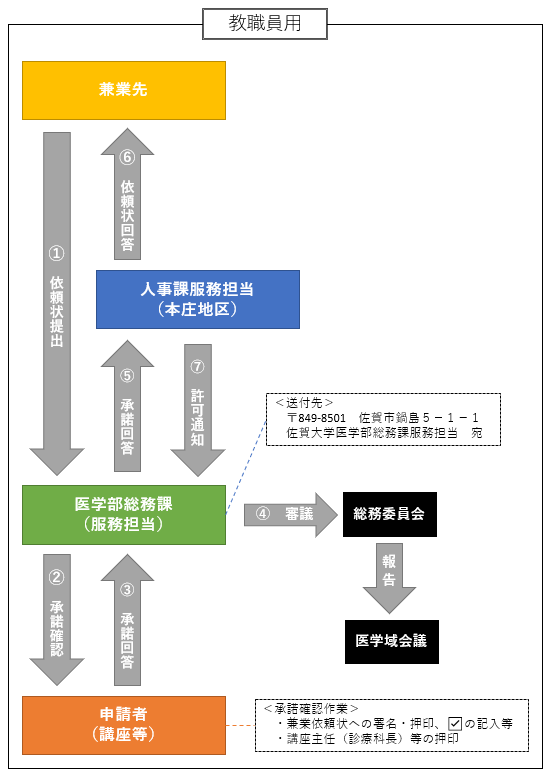 教職員用
兼業先
⑥ 依頼状回答
① 依頼状提出
人事課服務担当
（本庄地区）
⑤ 承諾回答
⑦ 許可通知
＜送付先＞
〒849-8501　佐賀市鍋島５－１－１
佐賀大学医学部総務課服務担当　宛
医学部総務課
（服務担当）
④　審議
総務委員会
② 承諾確認
③ 承諾回答
報告
医学域会議
申請者
（講座等）
＜承諾確認作業＞
・兼業依頼状への署名・押印、☑の記入等
・講座主任（診療科長）等の押印